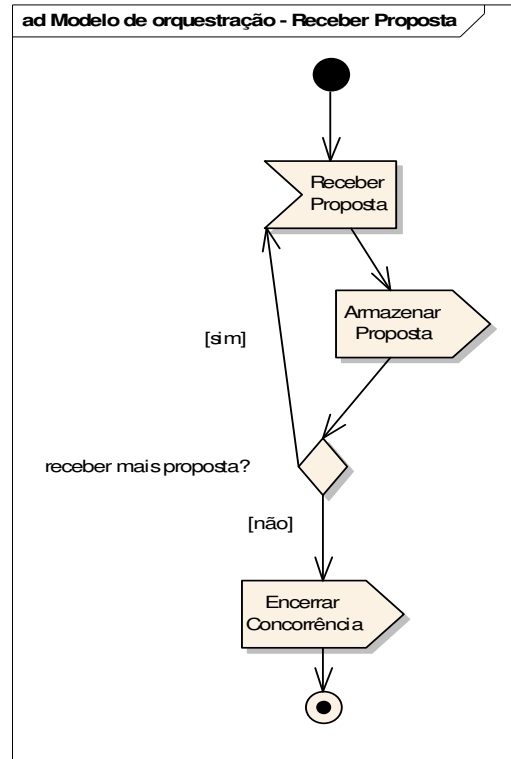 ad Modelo de orquestração - Receber Proposta
Receber
Proposta
Armazenar
Proposta
[sim]
receber mais proposta?
[não]
Encerrar
Concorrência